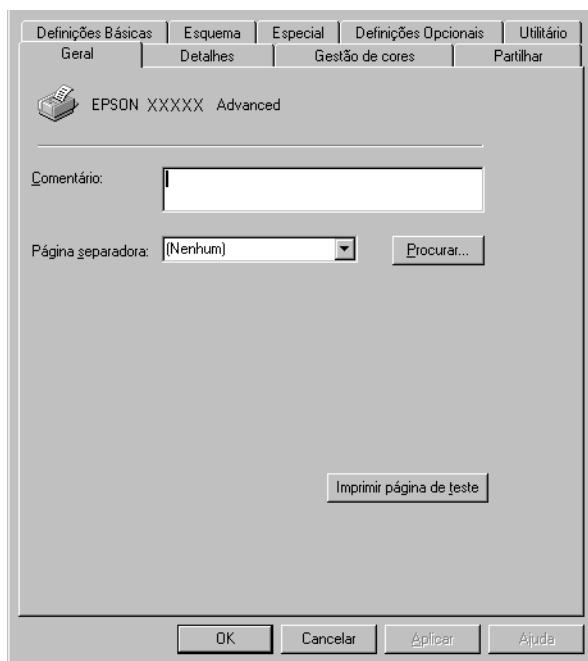 Definições Básicas Esquema Especial Definições Opcionais Utilitário
Geral Detalhes Gestão de cores Partilhar
EPSON XXXXX Advanced
Comentário:
Página separadora: (Nenhum) Procurar...
Imprimir página de teste
OK Cancelar Aplicar Ajuda